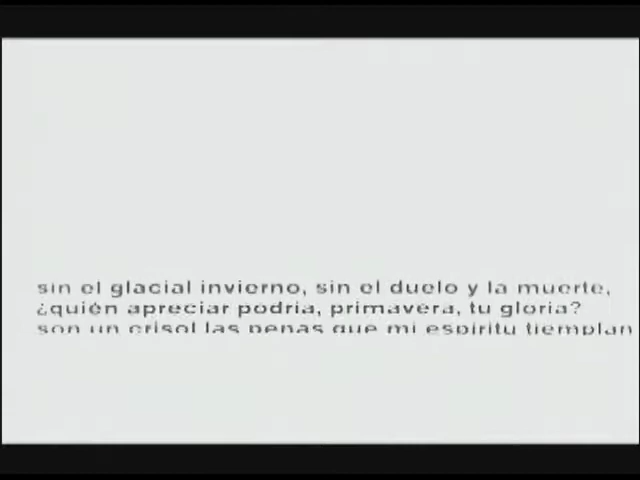 sin el glacial invierno, sin el duelo y la muerte,
¿quién apreciar podría, primavera, tu gloria?
son un crisol las penas que mi espíritu tiemplan